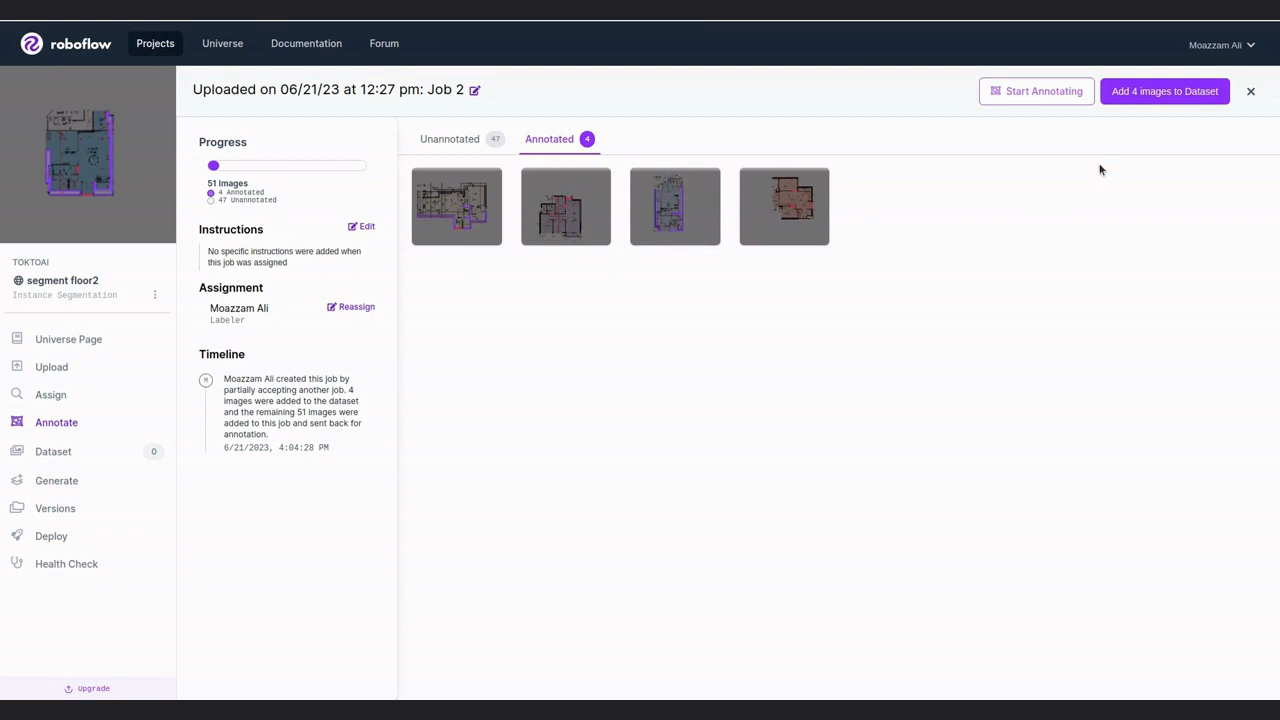 roboflow
Projects
Universe
Documentation
Forum
Moazzam Ali
Uploaded on 06/21/23 at 12:27 pm: Job 2
Start Annotating
Add 4 images to Dataset
TOKTOAI
segment floor2
Instance Segmentation
Universe Page
Upload
Assign
Annotate
Dataset 0
Generate
Versions
Deploy
Health Check
Upgrade
Progress
51 Images
4 Annotated
47 Unannotated
Instructions
Edit
No specific instructions were added when
this job was assigned
Assignment
Moazzam Ali
Reassign
Labeler
Timeline
M
Moazzam Ali created this job by
partially accepting another job. 4
images were added to the dataset
and the remaining 51 images were
added to this job and sent back for
annotation.
6/21/2023, 4:04:28 PM
Unannotated 47
Annotated 4